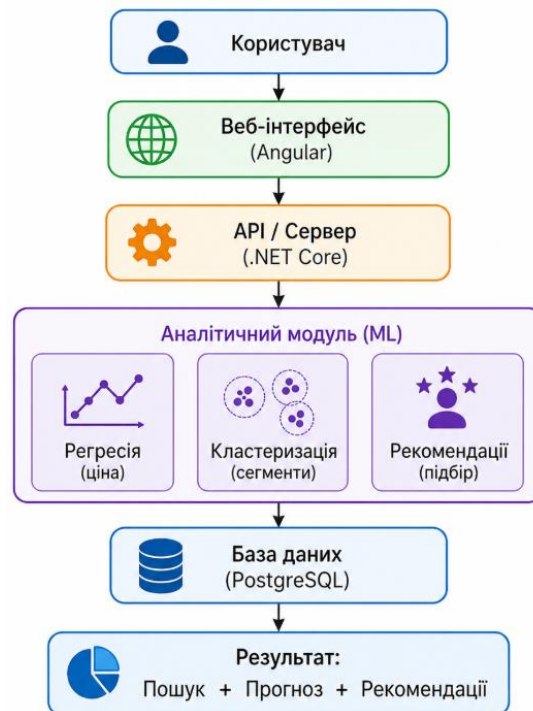 Користувач
Веб-інтерфейс
(Angular)
API / Сервер
(.NET Core)
Аналітичний модуль (ML)
Регресія
(ціна)
Кластеризація
(сегменти)
Рекомендації
(підбір)
База даних
(PostgreSQL)
Результат:
Пошук + Прогноз + Рекомендації